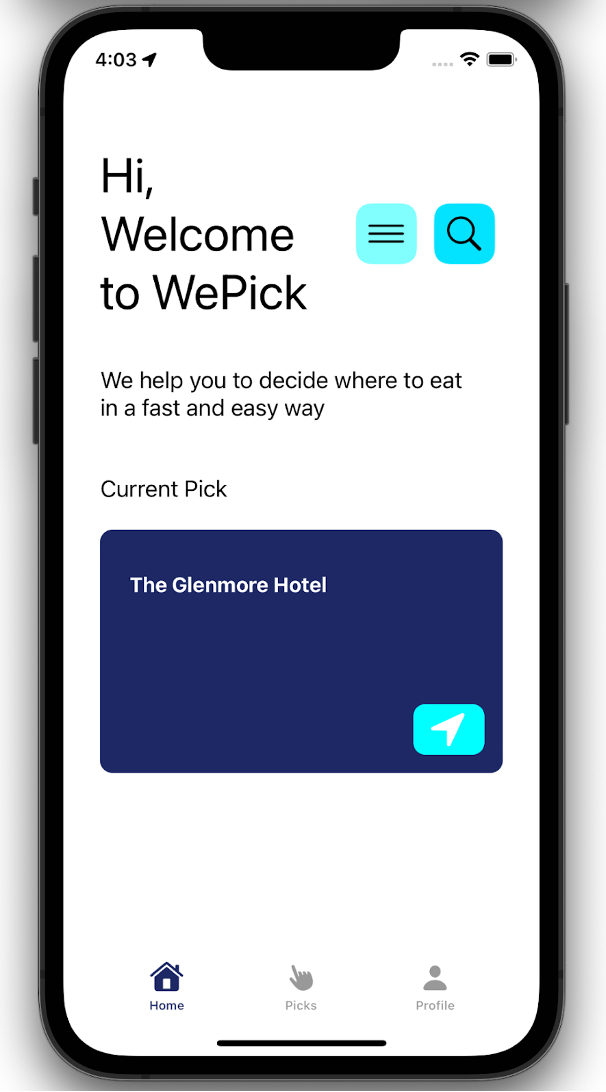 4:03
Hi,
Welcome
to WePick
We help you to decide where to eat
in a fast and easy way
Current Pick
The Glenmore Hotel
Home
Picks
Profile